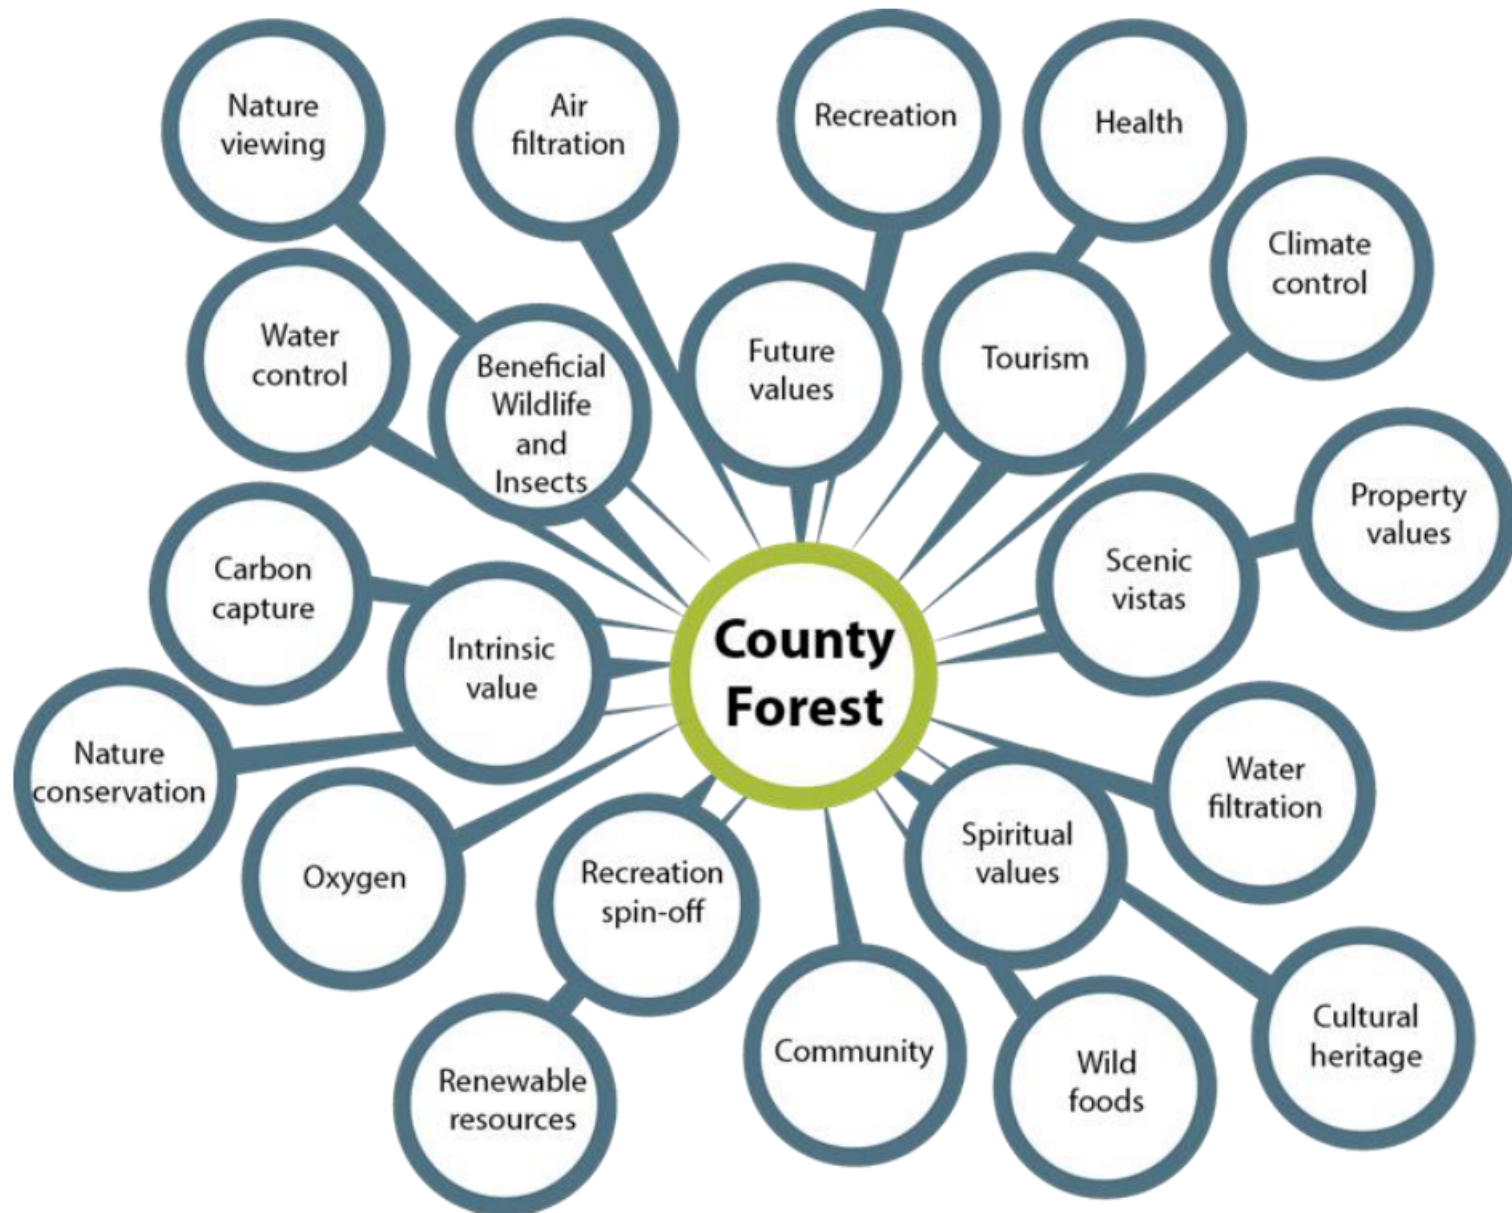 Nature
viewing
Air
filtration
Recreation
Health
Climate
control
Water
control
Beneficial
Wildlife
and
Insects
Future
values
Tourism
Property
values
Scenic
vistas
Carbon
capture
Intrinsic
value
County
Forest
Nature
conservation
Water
filtration
Oxygen
Recreation
spin-off
Spiritual
values
Renewable
resources
Community
Wild
foods
Cultural
heritage